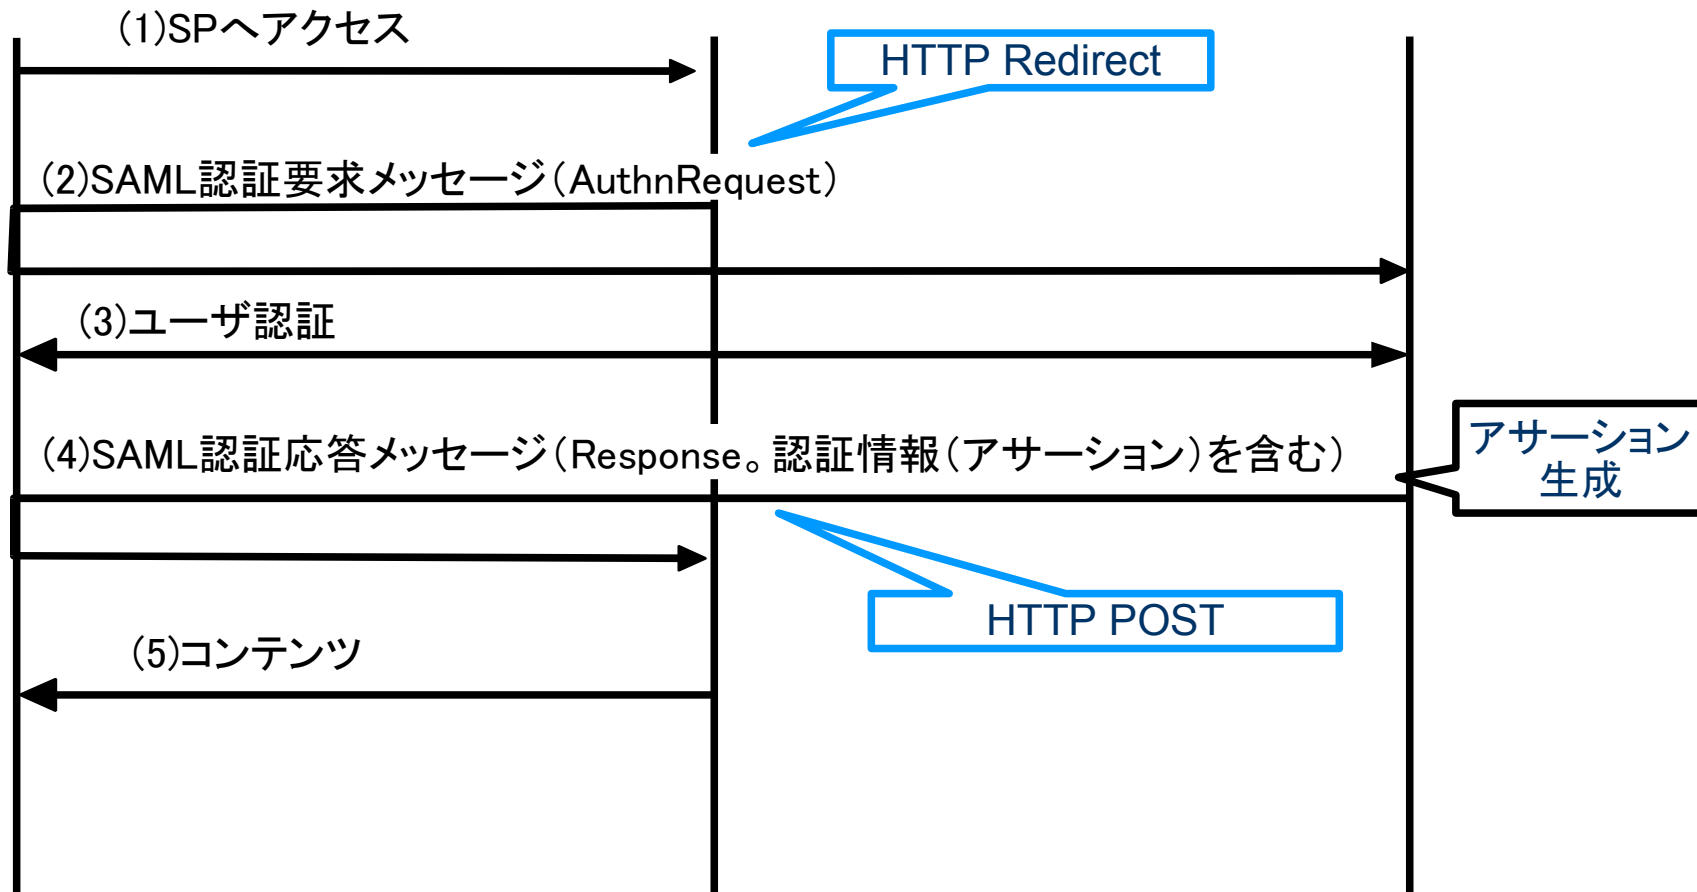 (1)SPへアクセス
HTTP Redirect
(2)SAML認証要求メッセージ(AuthnRequest)
(3)ユーザ認証
(4)SAML認証応答メッセージ(Response。認証情報(アサーション)を含む)
アサーション
生成
HTTP POST
(5)コンテンツ